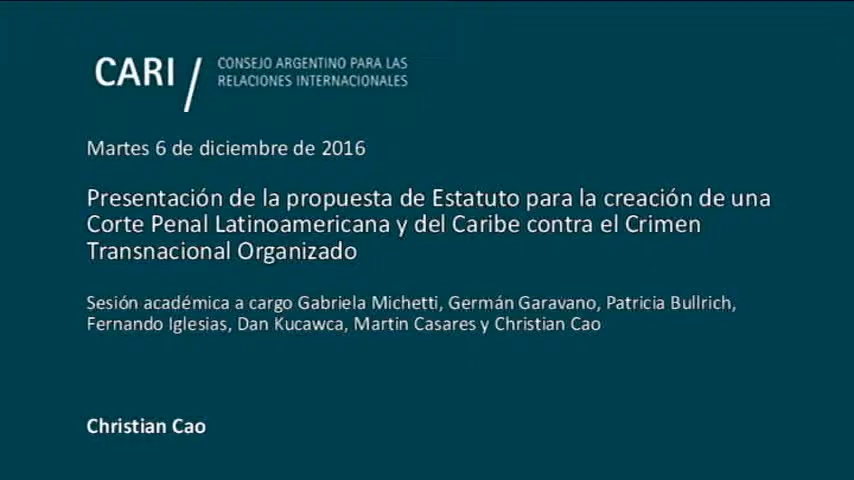 CARI /
CONSEJO ARGENTINO PARA LAS
RELACIONES INTERNACIONALES
Martes 6 de diciembre de 2016
Presentación de la propuesta de Estatuto para la creación de una
Corte Penal Latinoamericana y del Caribe contra el Crimen
Transnacional Organizado
Sesión académica a cargo Gabriela Michetti, Germán Garavano, Patricia Bullrich,
Fernando Iglesias, Dan Kucawca, Martin Casares y Christian Cao
Christian Cao